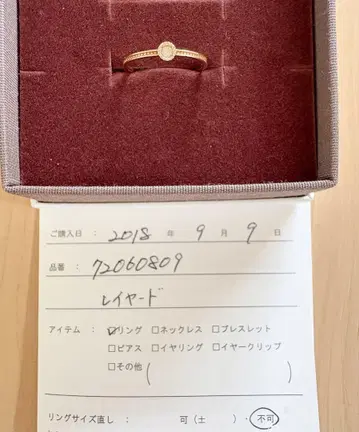 ご購入日 : 2018 年 9 月 9 日
品番 : 72060809
レイヤード
アイテム : ☑リング □ネックレス □ブレスレット
□ピアス □イヤリング □イヤークリップ
□その他 ( )
リングサイズ直し : 可 (± ) ・ 不可